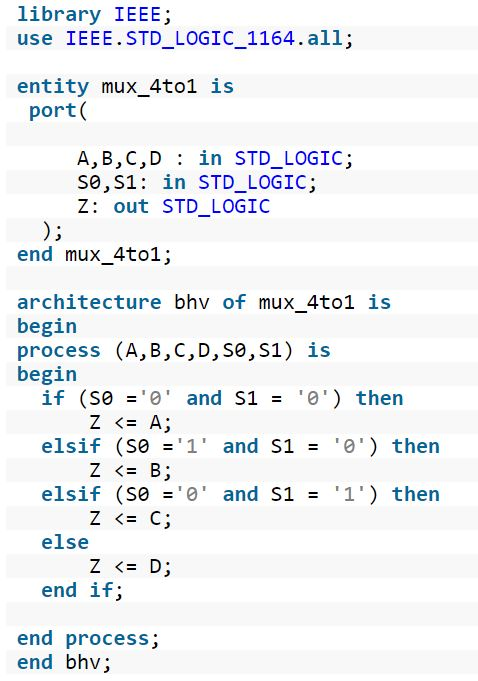 library IEEE;
use IEEE.STD_LOGIC_1164.all;
entity mux_4to1 is
port(
A,B,C,D : in STD_LOGIC;
S0,S1: in STD_LOGIC;
Z: out STD_LOGIC
);
end mux_4to1;
architecture bhv of mux_4to1 is
begin
process (A,B,C,D,S0,S1) is
begin
if (S0 ='0' and S1 = '0') then
Z <= A;
elsif (S0 ='1' and S1 = '0') then
Z <= B;
elsif (S0 ='0' and S1 = '1') then
Z <= C;
else
Z <= D;
end if;
end process;
end bhv;